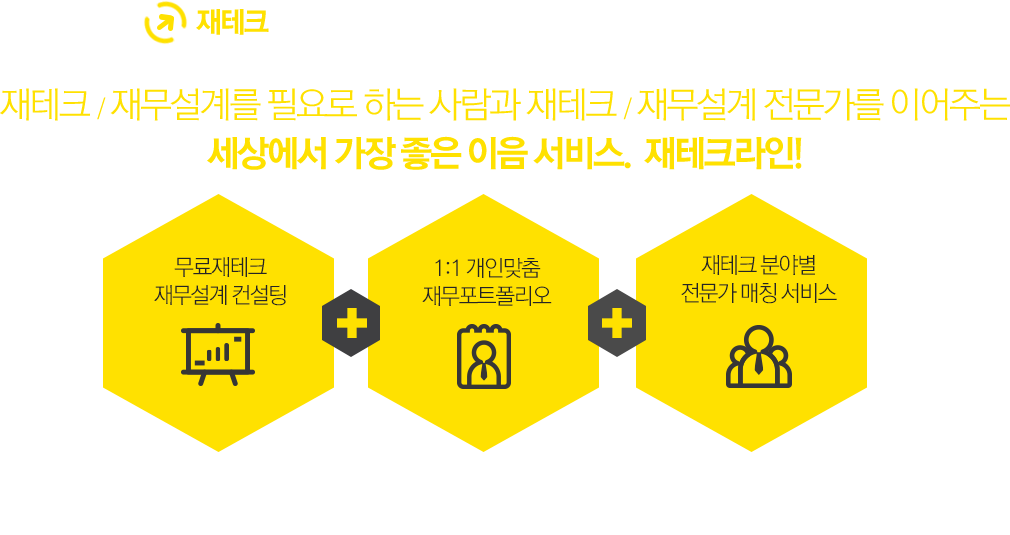 재테크
재테크 / 재무설계를 필요로 하는 사람과 재테크 / 재무설계 전문가를 이어주는
세상에서 가장 좋은 이음 서비스. 재테크라인!
무료재테크
재무설계 컨설팅
1:1 개인맞춤
재무포트폴리오
재테크 분야별
전문가 매칭 서비스